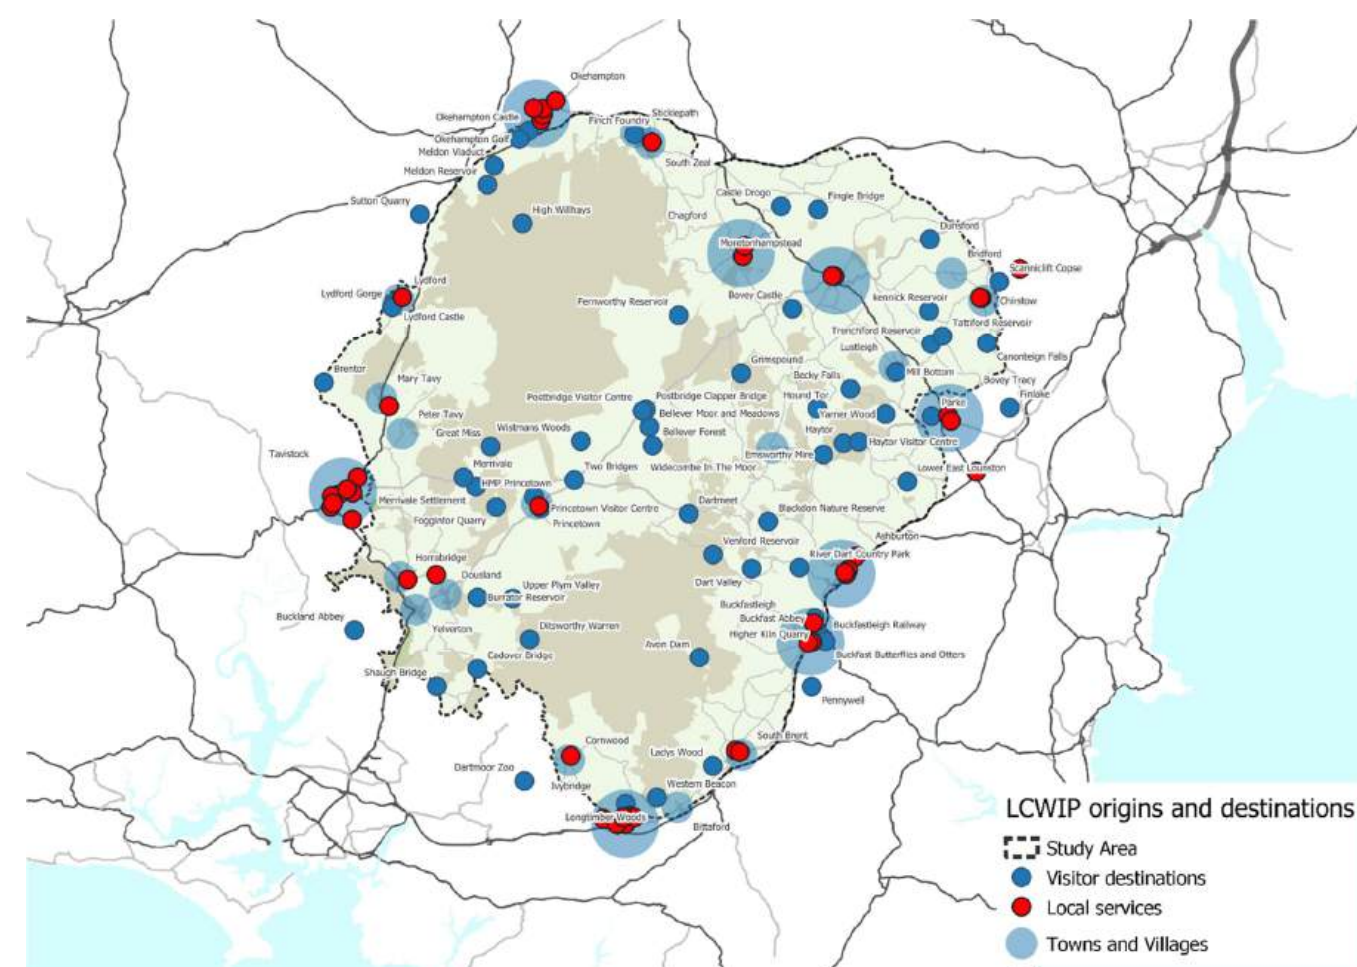 Okehampton
Okehampton Castle
Finch Foundry
Sticklepath
Okehampton Golf
Meldon Viaduct
South Zeal
Meldon Reservoir
Castle Drogo
Fingle Bridge
Sutton Quarry
High Willhays
Chagford
Dunsford
Moretonhampstead
Bridford
Scanniclift Copse
Lydford
Lydford Gorge
Fernworthy Reservoir
Bovey Castle
kennick Reservoir
Christow
Lydford Castle
Tattiford Reservoir
Trenchford Reservoir
Lustleigh
Canonteign Falls
Grimspound
Brentor
Mary Tavy
Becky Falls
Mill Bottom
Bovey Tracy
Postbridge Visitor Centre
Postbridge Clapper Bridge
Hound Tor
Parke
Finlake
Peter Tavy
Bellever Moor and Meadows
Yarner Wood
Great Miss
Wistmans Woods
Bellever Forest
Haytor
Haytor Visitor Centre
Tavistock
Emsworthy Mire
Merrivale
Two Bridges
Widecombe In The Moor
Lower East Lounston
HMP Princetown
Merrivale Settlement
Princetown Visitor Centre
Dartmeet
Blackdon Nature Reserve
Foggintor Quarry
Princetown
Venford Reservoir
Ashburton
Horrabridge
River Dart Country Park
Dousland
Upper Plym Valley
Dart Valley
Burrator Reservoir
Buckfastleigh
Buckland Abbey
Buckfast Abbey
Buckfastleigh Railway
Yelverton
Ditsworthy Warren
Higher Kiln Quarry
Avon Dam
Cadover Bridge
Buckfast Butterflies and Otters
Shaugh Bridge
Pennywell
Cornwood
South Brent
Ladys Wood
Dartmoor Zoo
Ivybridge
Western Beacon
Longtimber Woods
Bittaford
LCWIP origins and destinations
Study Area
Visitor destinations
Local services
Towns and Villages